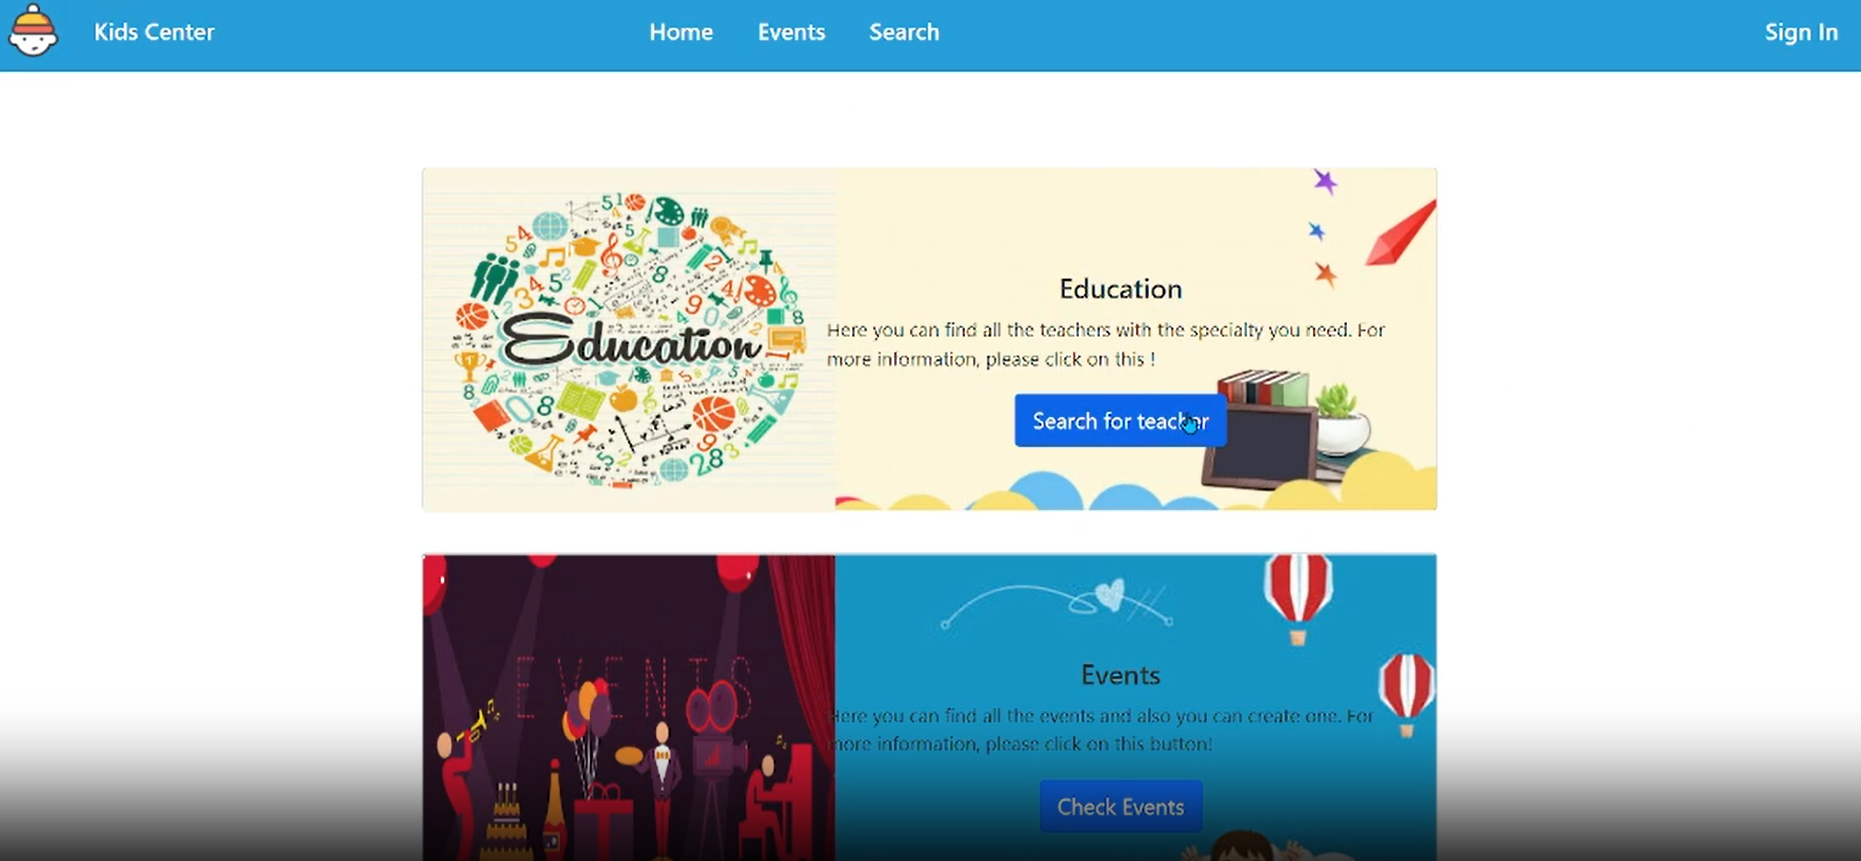 Kids Center
Home
Events
Search
Sign In
Education
Education
Here you can find all the teachers with the specialty you need. For
more information, please click on this !
Search for teacher
EVENTS
Events
Here you can find all the events and also you can create one. For
more information, please click on this button!
Check Events